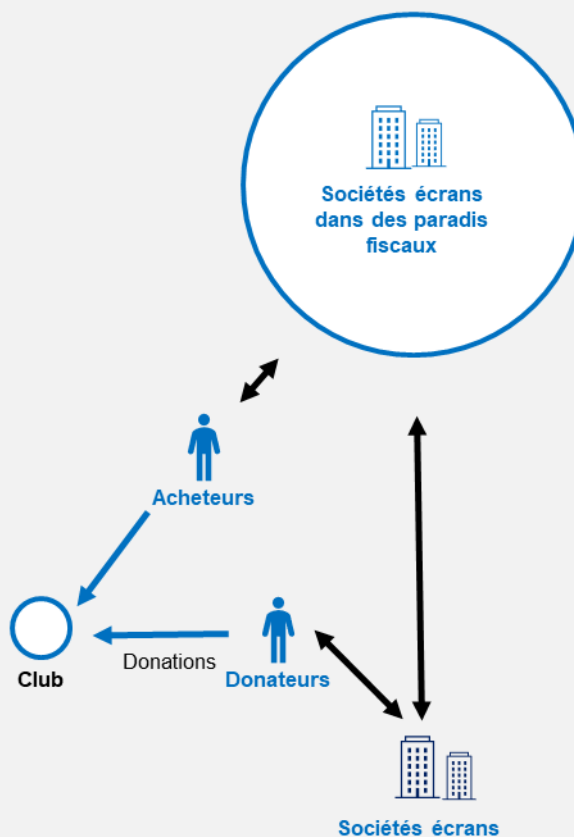 Sociétés écrans
dans des paradis
fiscaux
Acheteurs
Donations
Club
Donateurs
Sociétés écrans